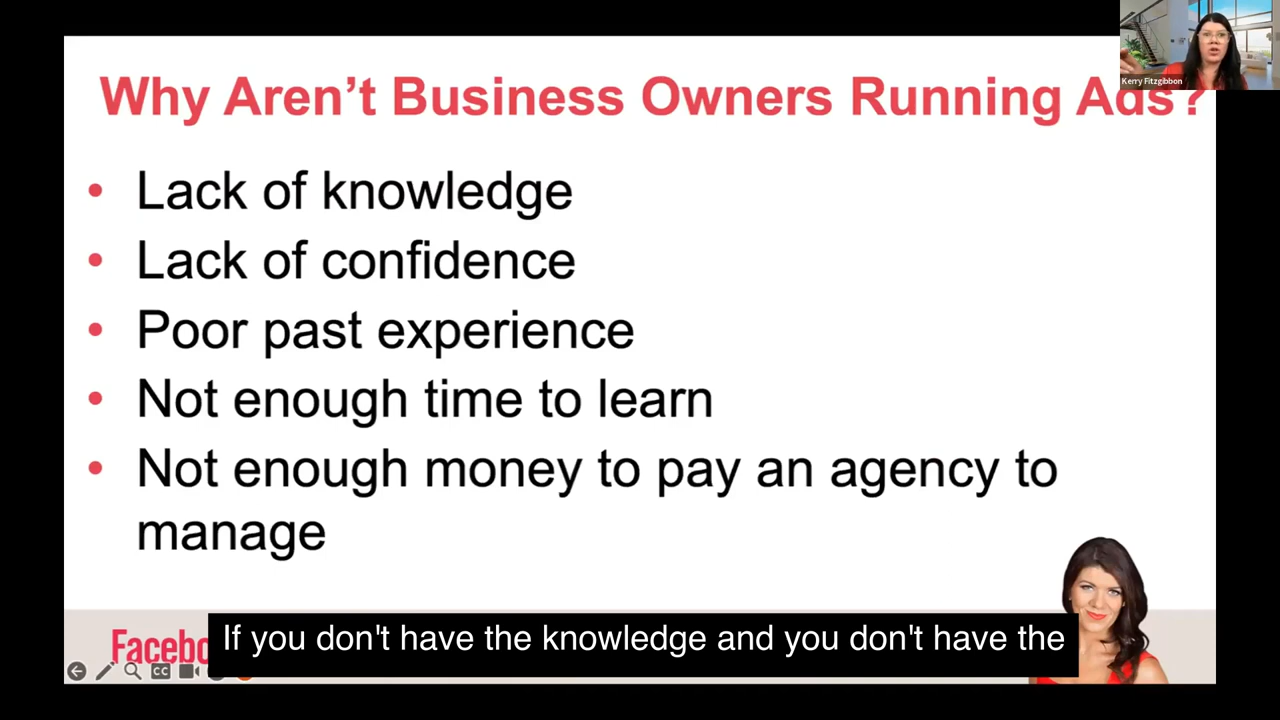 Kerry Fitzgibbon
Why Aren't Business Owners Running Ads?
• Lack of knowledge
• Lack of confidence
• Poor past experience
• Not enough time to learn
• Not enough money to pay an agency to
manage
Facebo
If you don't have the knowledge and you don't have the
CC